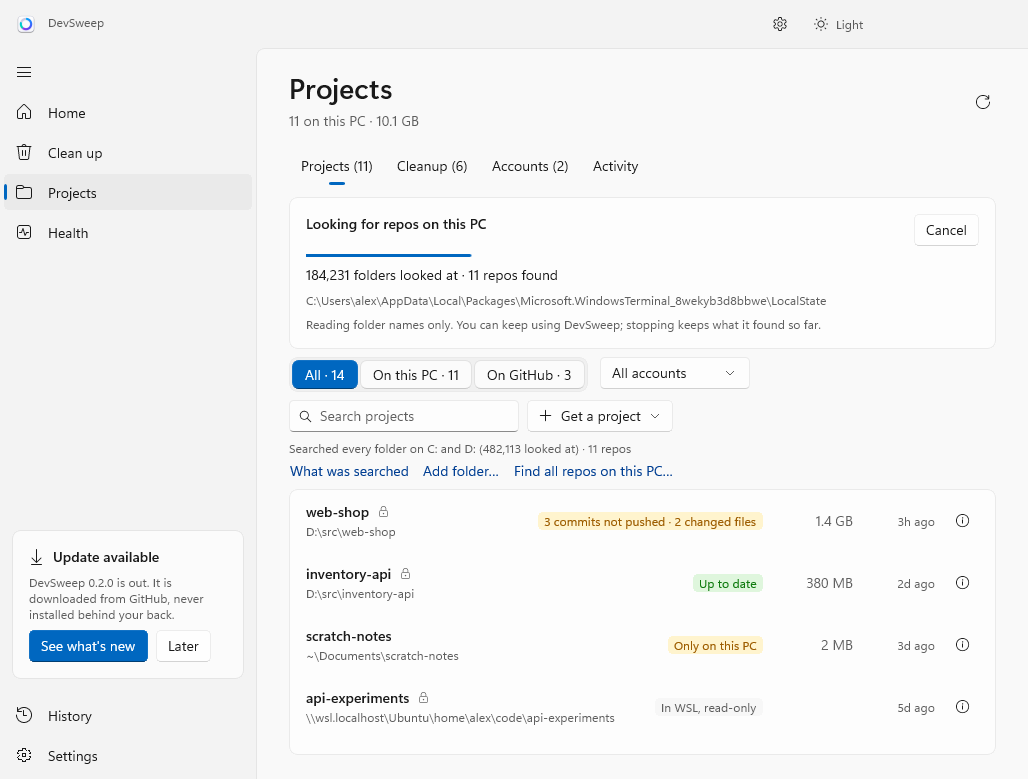 DevSweep
Light
Home
Clean up
Projects
Health
Update available
DevSweep 0.2.0 is out. It is
downloaded from GitHub, never
installed behind your back.
See what's new
Later
History
Settings
Projects
11 on this PC · 10.1 GB
Projects (11)
Cleanup (6)
Accounts (2)
Activity
Looking for repos on this PC
Cancel
184,231 folders looked at · 11 repos found
C:\Users\alex\AppData\Local\Packages\Microsoft.WindowsTerminal_8wekyb3d8bbwe\LocalState
Reading folder names only. You can keep using DevSweep; stopping keeps what it found so far.
All · 14
On this PC · 11
On GitHub · 3
All accounts
Search projects
Get a project
Searched every folder on C: and D: (482,113 looked at) · 11 repos
What was searched
Add folder...
Find all repos on this PC...
web-shop
3 commits not pushed · 2 changed files
1.4 GB
3h ago
D:\src\web-shop
inventory-api
Up to date
380 MB
2d ago
D:\src\inventory-api
scratch-notes
Only on this PC
2 MB
3d ago
~\Documents\scratch-notes
api-experiments
In WSL, read-only
5d ago
\\wsl.localhost\Ubuntu\home\alex\code\api-experiments